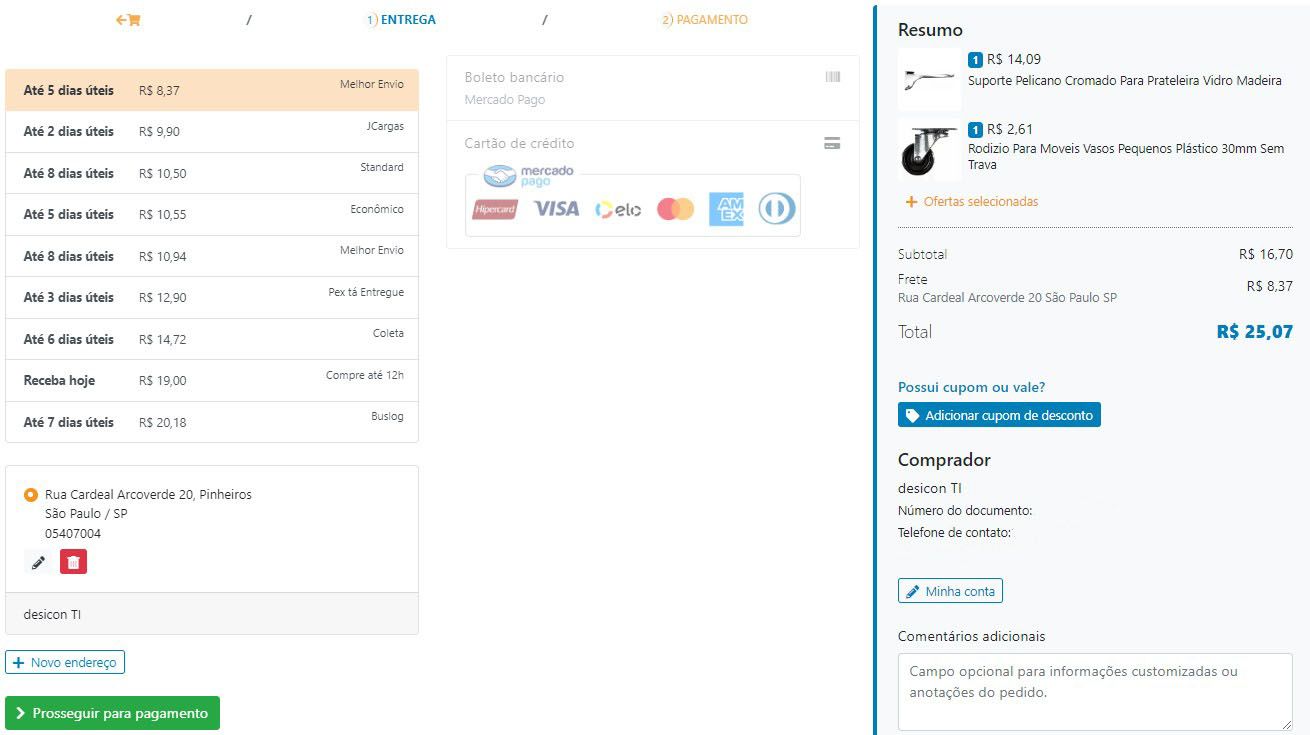 /
1) ENTREGA
/
2) PAGAMENTO
Até 5 dias úteis R$ 8,37 Melhor Envio
Até 2 dias úteis R$ 9,90 JCargas
Até 8 dias úteis R$ 10,50 Standard
Até 5 dias úteis R$ 10,55 Econômico
Até 8 dias úteis R$ 10,94 Melhor Envio
Até 3 dias úteis R$ 12,90 Pex tá Entregue
Até 6 dias úteis R$ 14,72 Coleta
Receba hoje R$ 19,00 Compre até 12h
Até 7 dias úteis R$ 20,18 Buslog
Rua Cardeal Arcoverde 20, Pinheiros
São Paulo / SP
05407004
desicon TI
Novo endereço
Prosseguir para pagamento
Boleto bancário
Mercado Pago
Cartão de crédito
mercado
pago
Hipercard VISA elo AM
EX
Resumo
1 R$ 14,09
Suporte Pelicano Cromado Para Prateleira Vidro Madeira
1 R$ 2,61
Rodizio Para Moveis Vasos Pequenos Plástico 30mm Sem
Trava
Ofertas selecionadas
Subtotal R$ 16,70
Frete R$ 8,37
Rua Cardeal Arcoverde 20 São Paulo SP
Total R$ 25,07
Possui cupom ou vale?
Adicionar cupom de desconto
Comprador
desicon TI
Número do documento:
Telefone de contato:
Minha conta
Comentários adicionais
Campo opcional para informações customizadas ou
anotações do pedido.